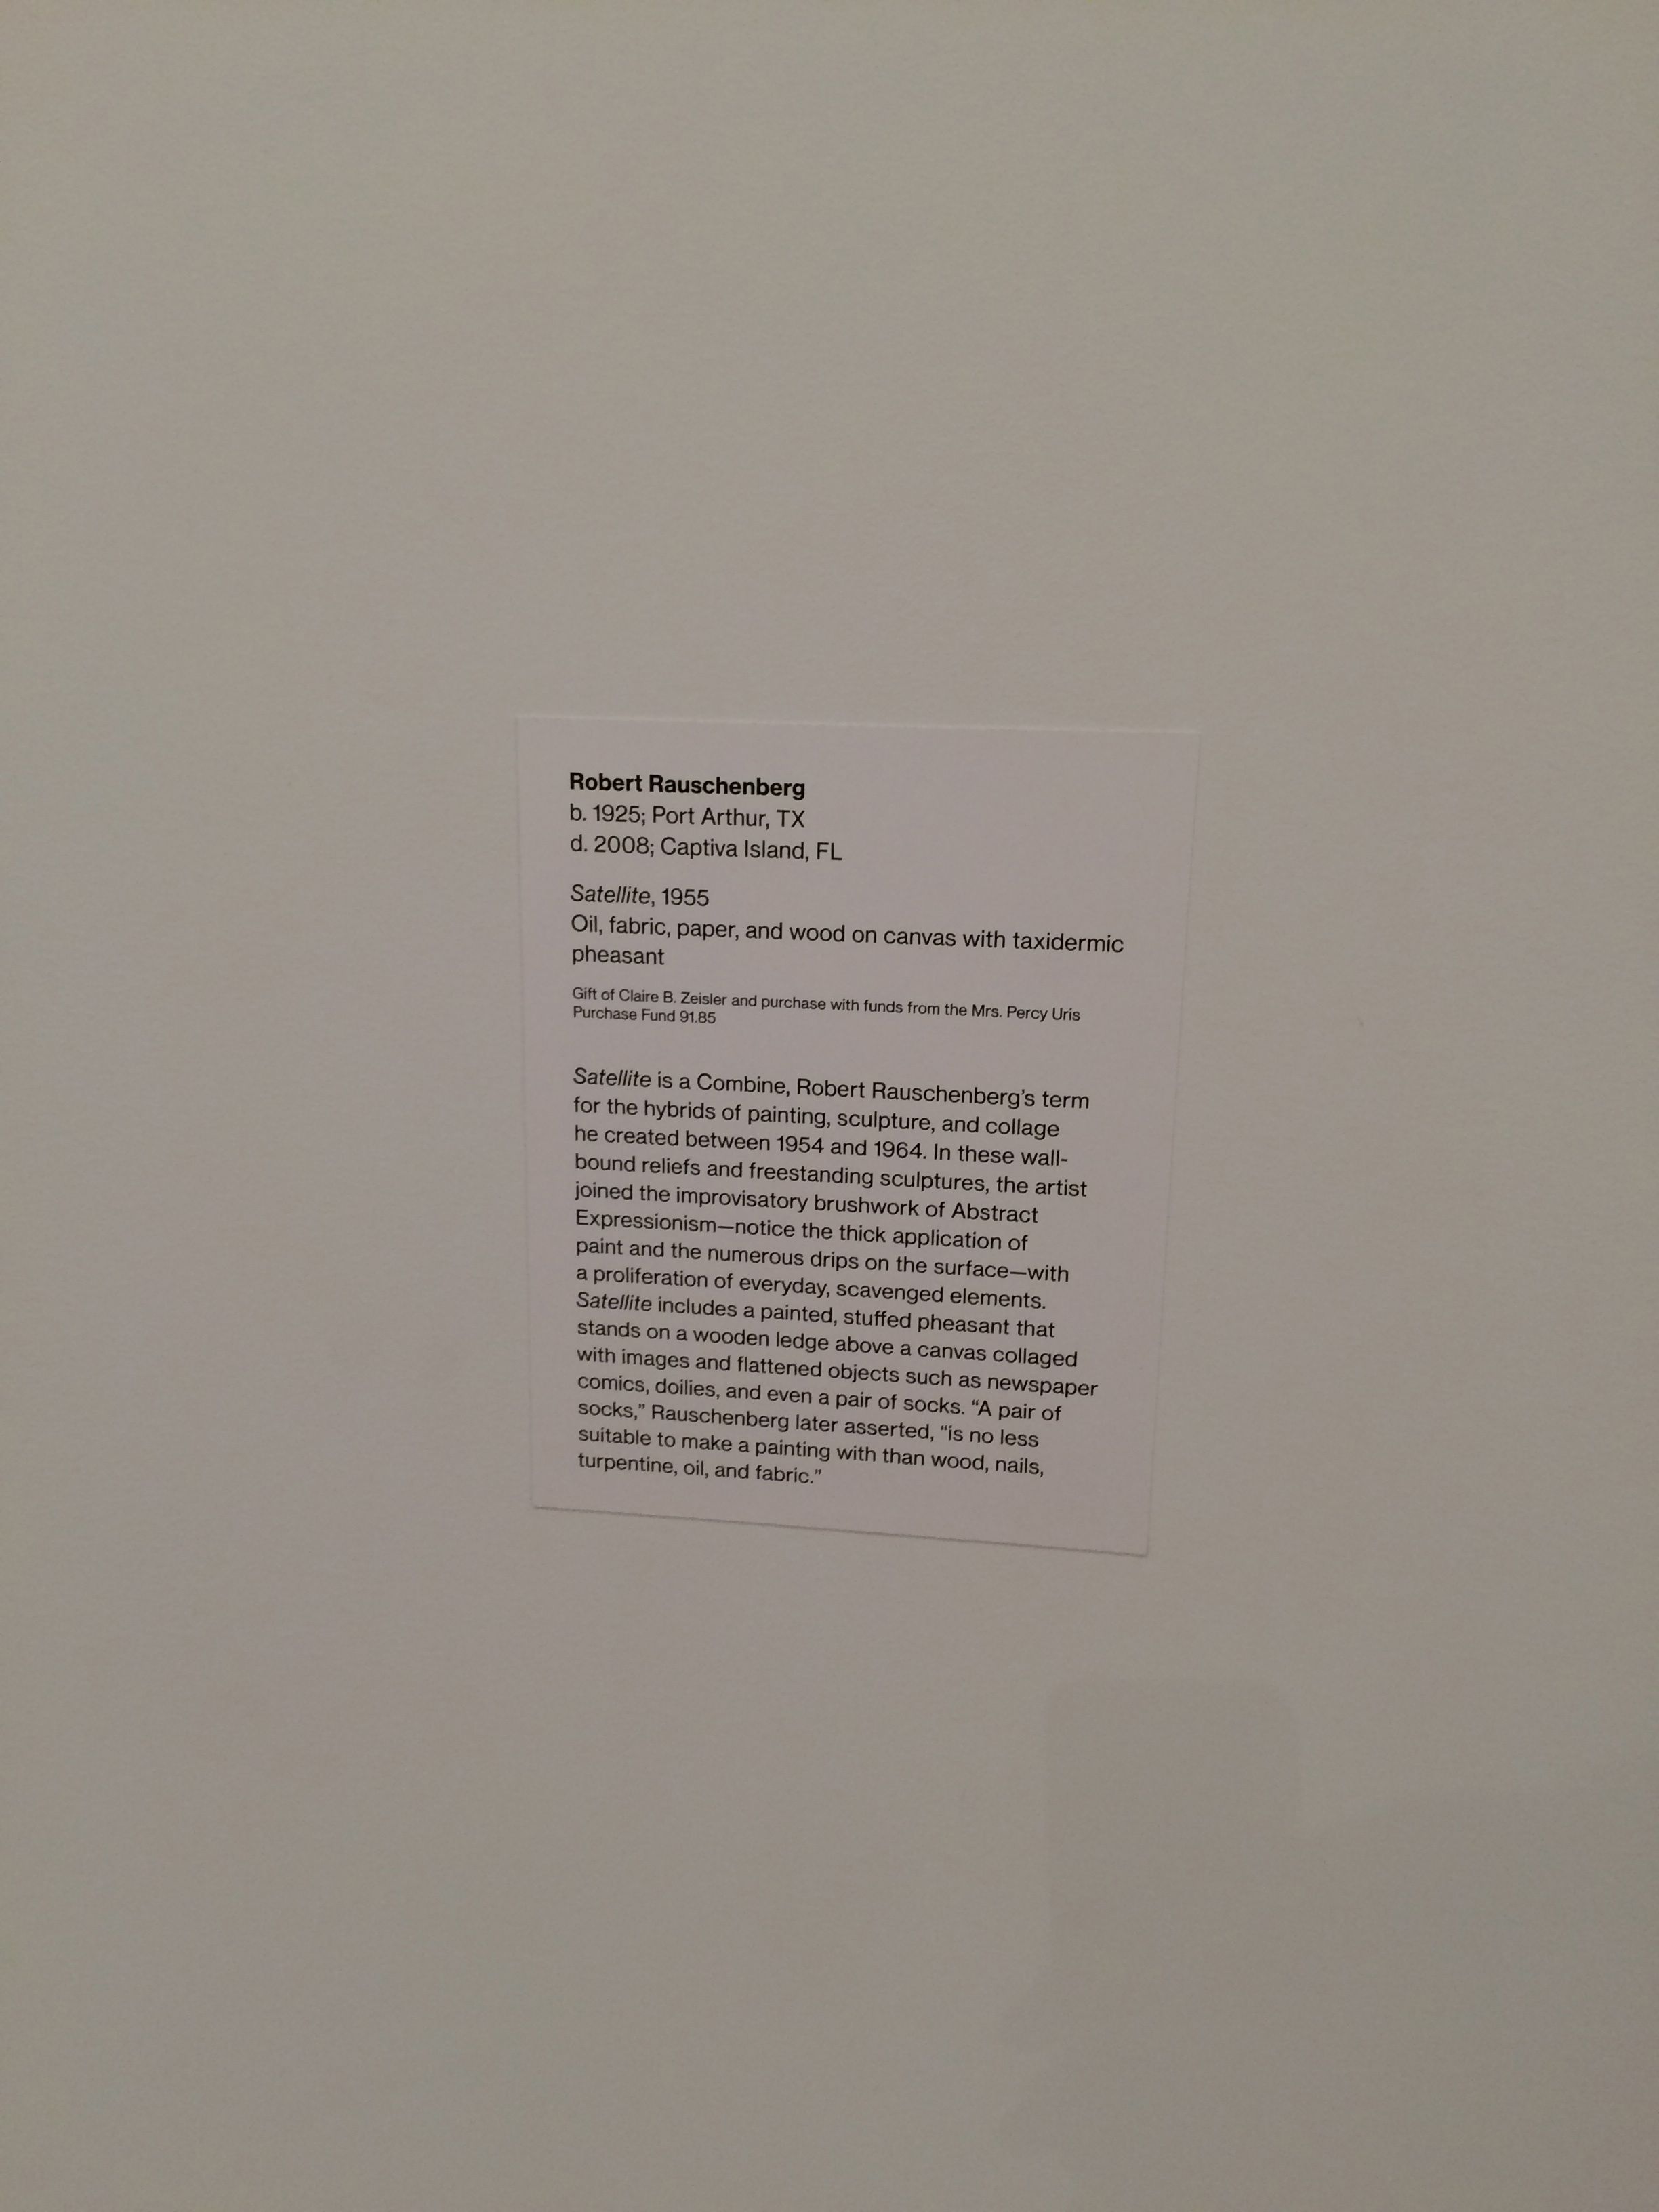 Robert Rauschenberg
b. 1925; Port Arthur, TX
d. 2008; Captiva Island, FL
Satellite, 1955
Oil, fabric, paper, and wood on canvas with taxidermic
pheasant
Gift of Claire B. Zeisler and purchase with funds from the Mrs. Percy Uris
Purchase Fund 91.85
Satellite is a Combine, Robert Rauschenberg’s term
for the hybrids of painting, sculpture, and collage
he created between 1954 and 1964. In these wall-
bound reliefs and freestanding sculptures, the artist
joined the improvisatory brushwork of Abstract
Expressionism—notice the thick application of
paint and the numerous drips on the surface—with
a proliferation of everyday, scavenged elements.
Satellite includes a painted, stuffed pheasant that
stands on a wooden ledge above a canvas collaged
with images and flattened objects such as newspaper
comics, doilies, and even a pair of socks. “A pair of
socks,” Rauschenberg later asserted, “is no less
suitable to make a painting with than wood, nails,
turpentine, oil, and fabric.”